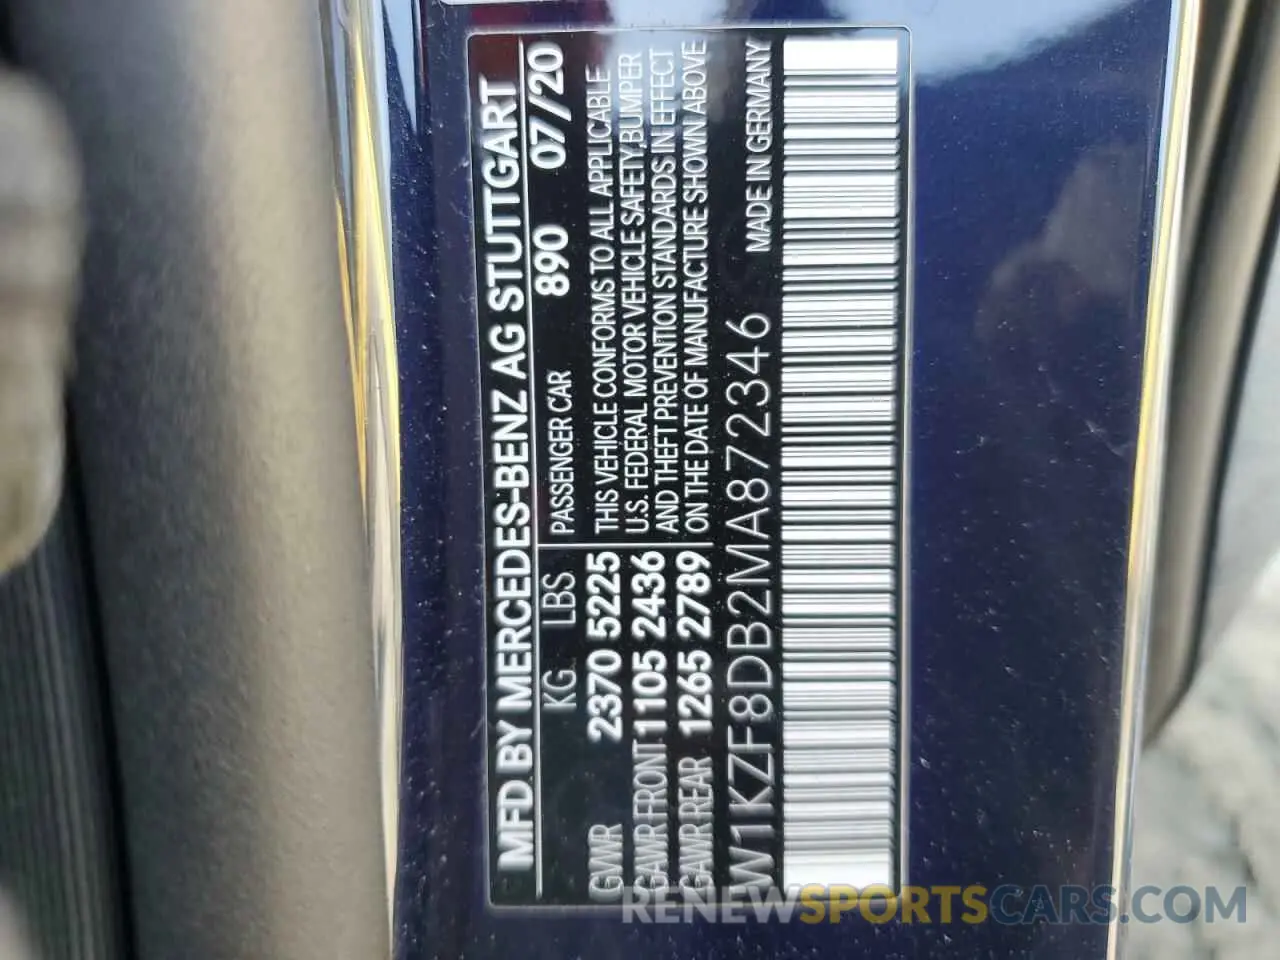 MFD BY MERCEDES-BENZ AG STUTTGART
KG LBS PASSENGER CAR 890 07/20
GVWR 2370 5225 THIS VEHICLE CONFORMS TO ALL APPLICABLE
GAWR FRONT 1105 2436 U.S. FEDERAL MOTOR VEHICLE SAFETY,BUMPER
AND THEFT PREVENTION STANDARDS IN EFFECT
GAWR REAR 1265 2789 ON THE DATE OF MANUFACTURE SHOWN ABOVE
W1KZF8DB2MA872346 MADE IN GERMANY
RENEWSPORTSCARS.COM